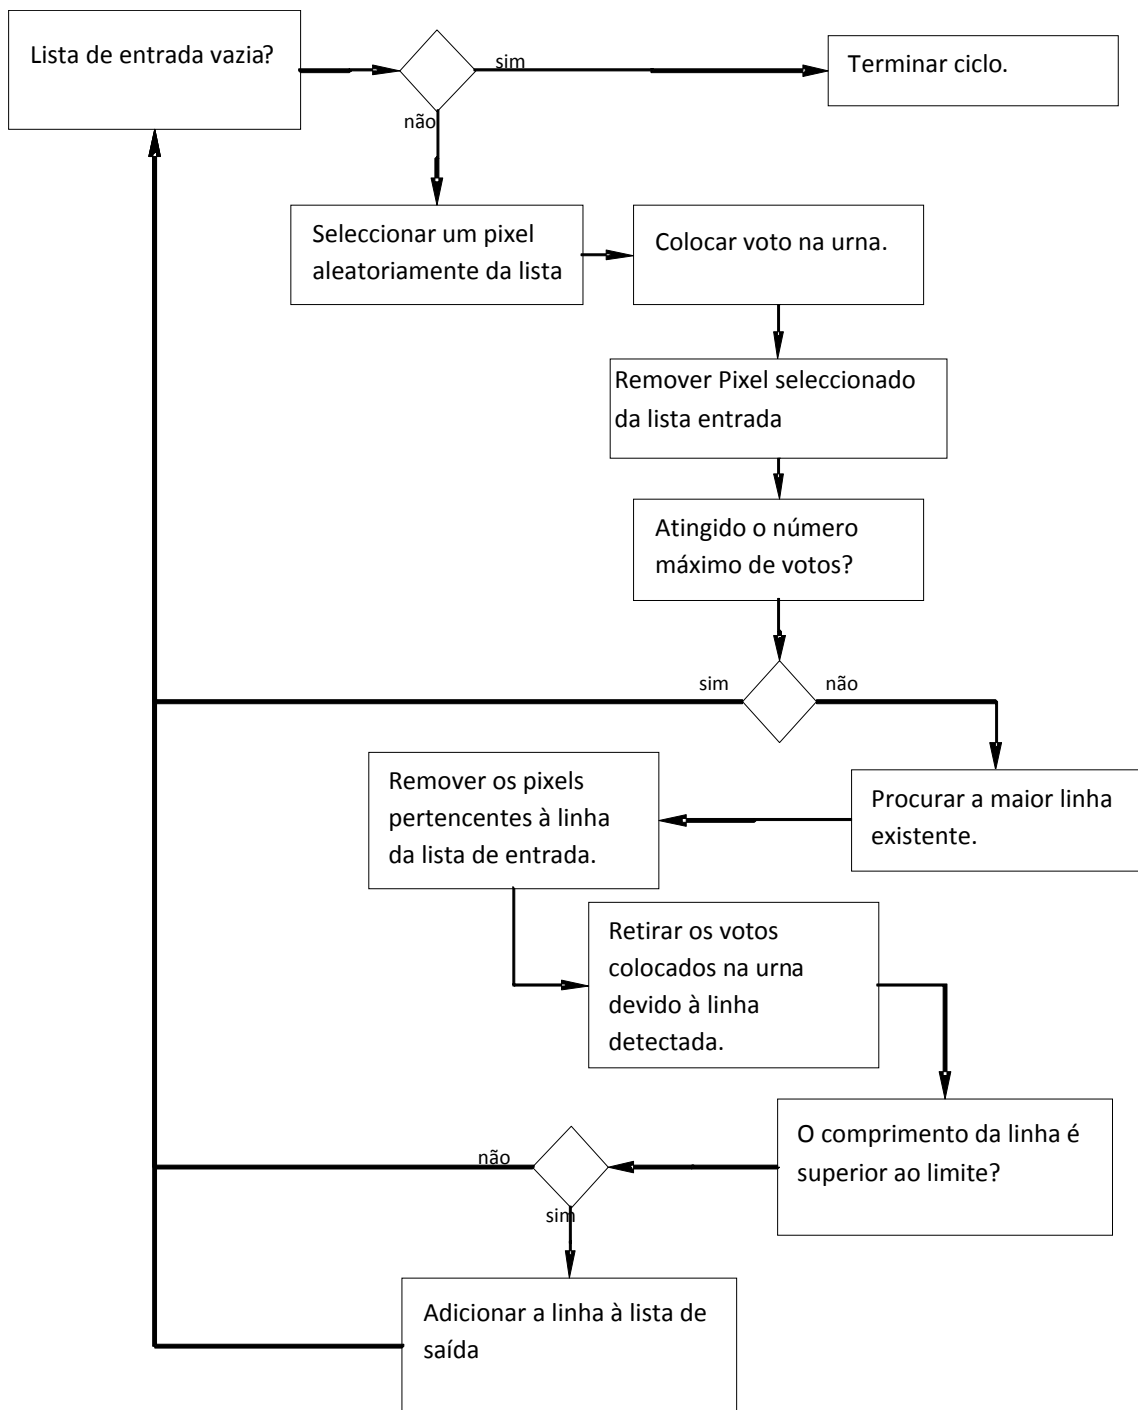 Lista de entrada vazia?
sim
Terminar ciclo.
não
Seleccionar um pixel
aleatoriamente da lista
Colocar voto na urna.
Remover Pixel seleccionado
da lista entrada
Atingido o número
máximo de votos?
sim
não
Procurar a maior linha
existente.
Remover os pixels
pertencentes à linha
da lista de entrada.
Retirar os votos
colocados na urna
devido à linha
detectada.
O comprimento da linha é
superior ao limite?
não
sim
Adicionar a linha à lista de
saída